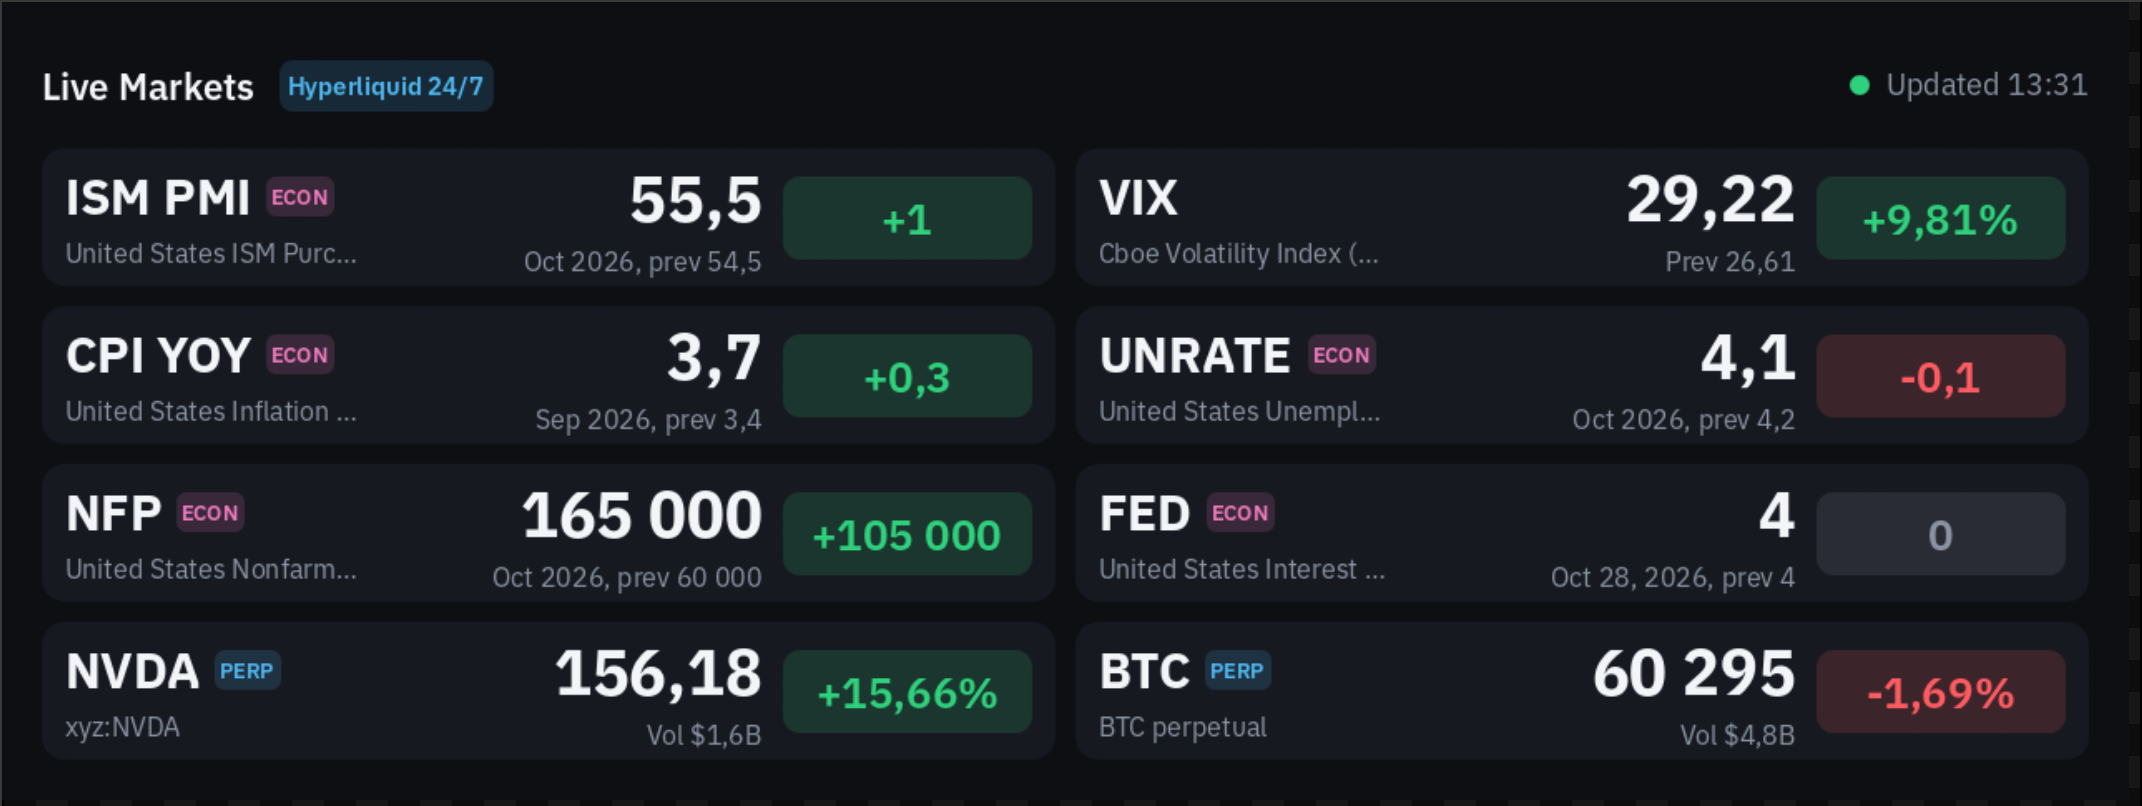 Live Markets Hyperliquid 24/7 Updated 13:31
ISM PMI ECON 55,5 +1
United States ISM Purc... Oct 2026, prev 54,5
VIX 29,22 +9,81%
Cboe Volatility Index (... Prev 26,61
CPI YOY ECON 3,7 +0,3
United States Inflation ... Sep 2026, prev 3,4
UNRATE ECON 4,1 -0,1
United States Unempl... Oct 2026, prev 4,2
NFP ECON 165 000 +105 000
United States Nonfarm... Oct 2026, prev 60 000
FED ECON 4 0
United States Interest ... Oct 28, 2026, prev 4
NVDA PERP 156,18 +15,66%
xyz:NVDA Vol $1,6B
BTC PERP 60 295 -1,69%
BTC perpetual Vol $4,8B